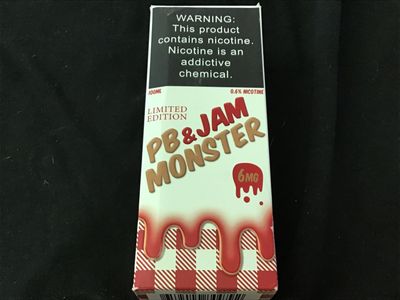 WARNING:
This product
contains nicotine.
Nicotine is an
addictive
chemical.
100ML 0.6% NICOTINE
LIMITED
EDITION
PB & JAM
MONSTER
6MG